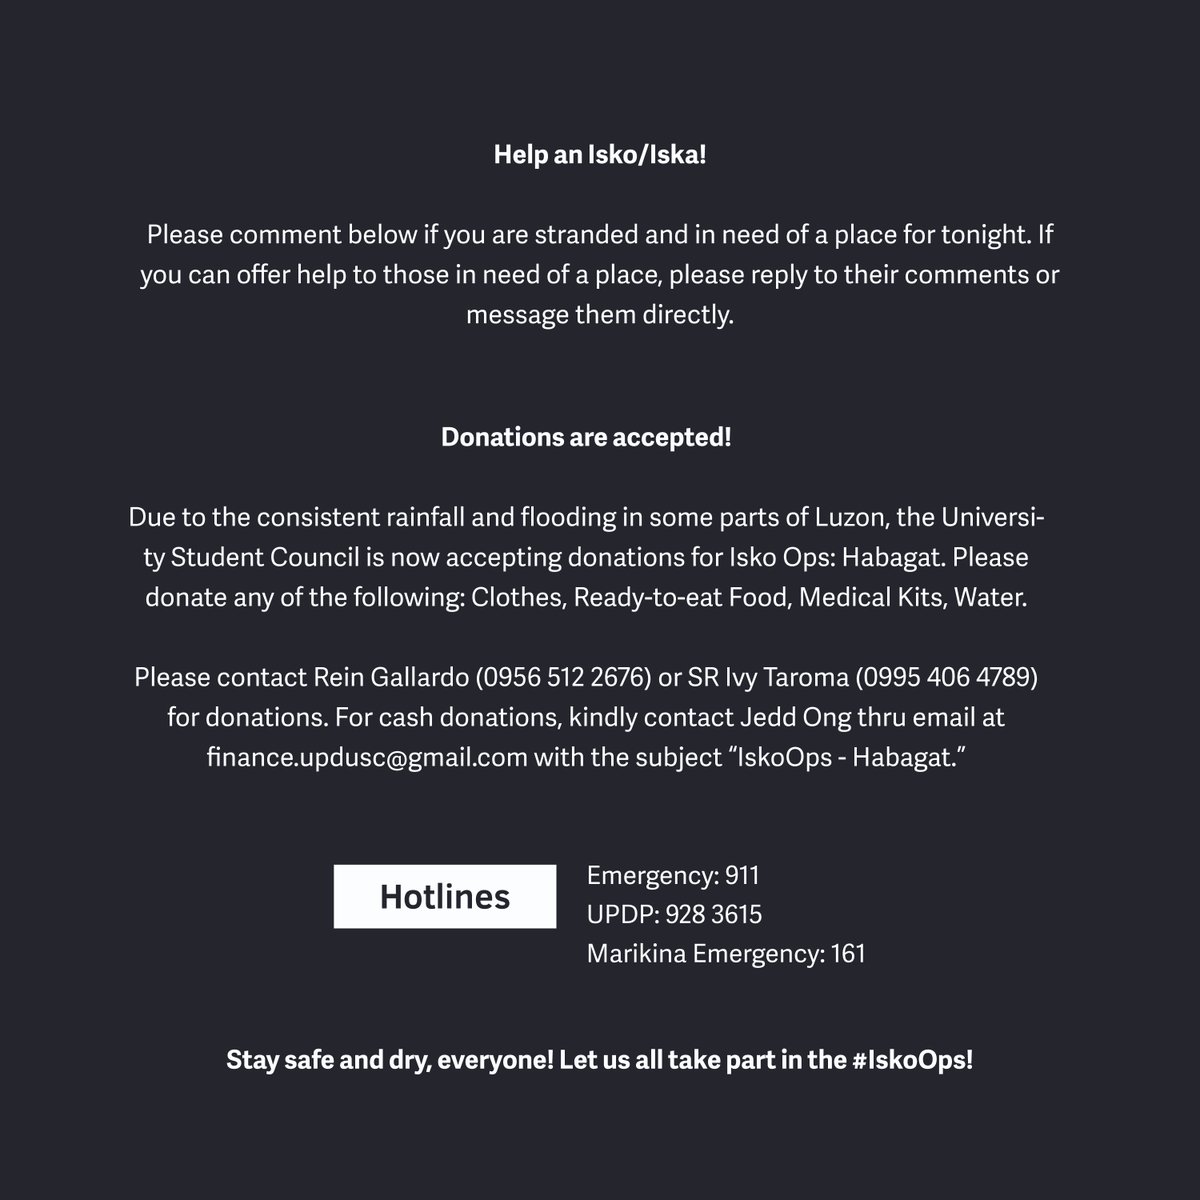 Help an Isko/Iska!
Please comment below if you are stranded and in need of a place for tonight. If
you can offer help to those in need of a place, please reply to their comments or
message them directly.
Donations are accepted!
Due to the consistent rainfall and flooding in some parts of Luzon, the Universi-
ty Student Council is now accepting donations for Isko Ops: Habagat. Please
donate any of the following: Clothes, Ready-to-eat Food, Medical Kits, Water.
Please contact Rein Gallardo (0956 512 2676) or SR Ivy Taroma (0995 406 4789)
for donations. For cash donations, kindly contact Jedd Ong thru email at
finance.updusc@gmail.com with the subject “IskoOps - Habagat.”
Hotlines
Emergency: 911
UPDP: 928 3615
Marikina Emergency: 161
Stay safe and dry, everyone! Let us all take part in the #IskoOps!